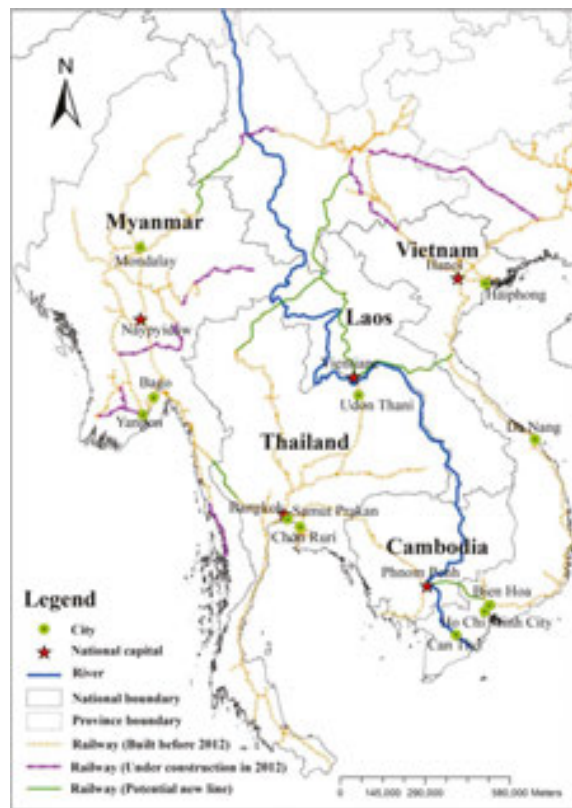 N
Myanmar
Mondalay
Vietnam
Hanoi
Haiphong
Naypyidaw
Laos
Vientiane
Bago
Udon Thani
Yangon
Da Nang
Thailand
Bangkok
Samut Prakan
Chon Ruri
Cambodia
Phnom Penh
Bien Hoa
Ho Chi Minh City
Can Tho
Legend
City
National capital
River
National boundary
Province boundary
Railway (Built before 2012)
Railway (Under construction in 2012)
Railway (Potential new line)
0 145,000 290,000 580,000 Meters